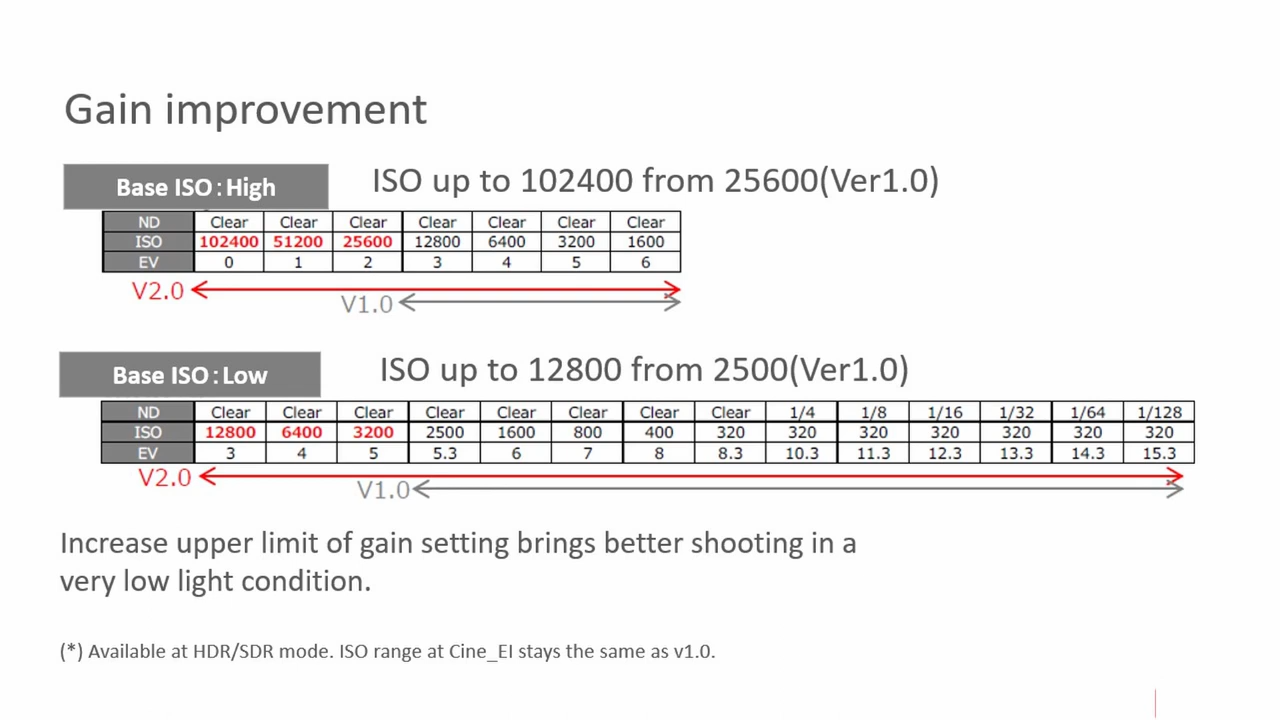 Gain improvement
Base ISO:High
ISO up to 102400 from 25600(Ver1.0)
ND Clear Clear Clear Clear Clear Clear Clear
ISO 102400 51200 25600 12800 6400 3200 1600
EV 0 1 2 3 4 5 6
V2.0
V1.0
Base ISO:Low
ISO up to 12800 from 2500(Ver1.0)
ND Clear Clear Clear Clear Clear Clear Clear Clear 1/4 1/8 1/16 1/32 1/64 1/128
ISO 12800 6400 3200 2500 1600 800 400 320 320 320 320 320 320 320
EV 3 4 5 5.3 6 7 8 8.3 10.3 11.3 12.3 13.3 14.3 15.3
V2.0
V1.0
Increase upper limit of gain setting brings better shooting in a
very low light condition.
(*) Available at HDR/SDR mode. ISO range at Cine_EI stays the same as v1.0.